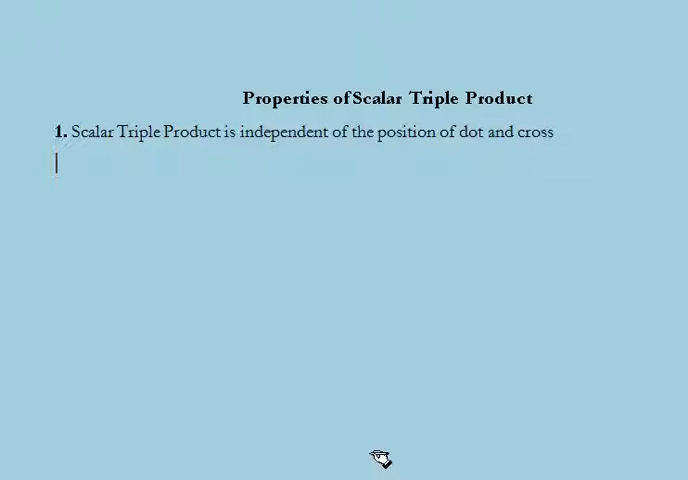 Properties of Scalar Triple Product
1. Scalar Triple Product is independent of the position of dot and cross